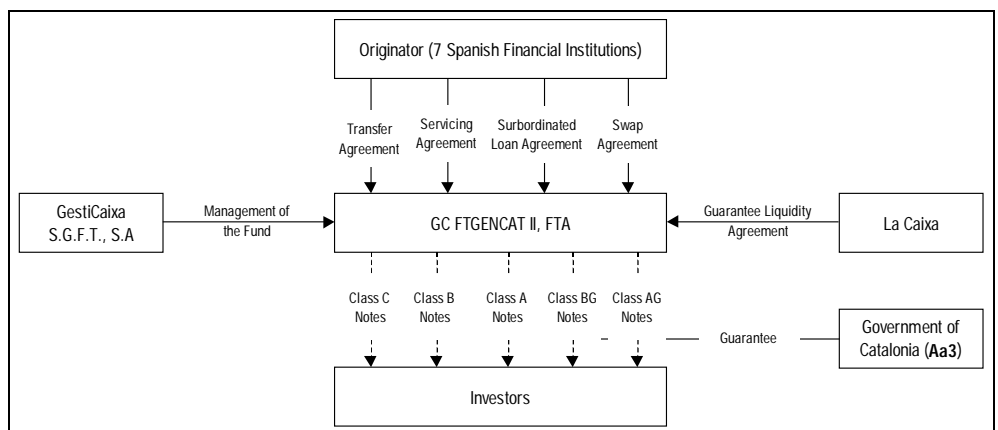 Originator (7 Spanish Financial Institutions)
Transfer
Agreement
Servicing
Agreement
Surbordinated
Loan Agreement
Swap
Agreement
GestiCaixa
S.G.F.T., S.A
Management of
the Fund
GC FTGENCAT II, FTA
Guarantee Liquidity
Agreement
La Caixa
Class C
Notes
Class B
Notes
Class A
Notes
Class BG
Notes
Class AG
Notes
Guarantee
Government of
Catalonia (Aa3)
Investors